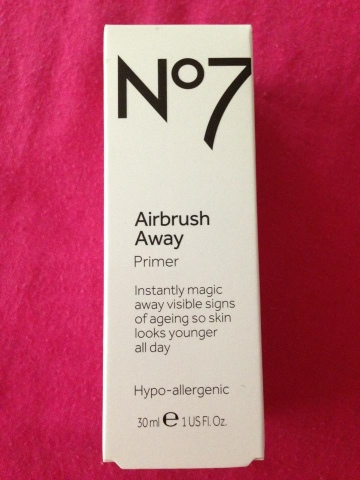 No7
Airbrush
Away
Primer
Instantly magic
away visible signs
of ageing so skin
looks younger
all day
Hypo-allergenic
30ml ℮ 1 US Fl. Oz.